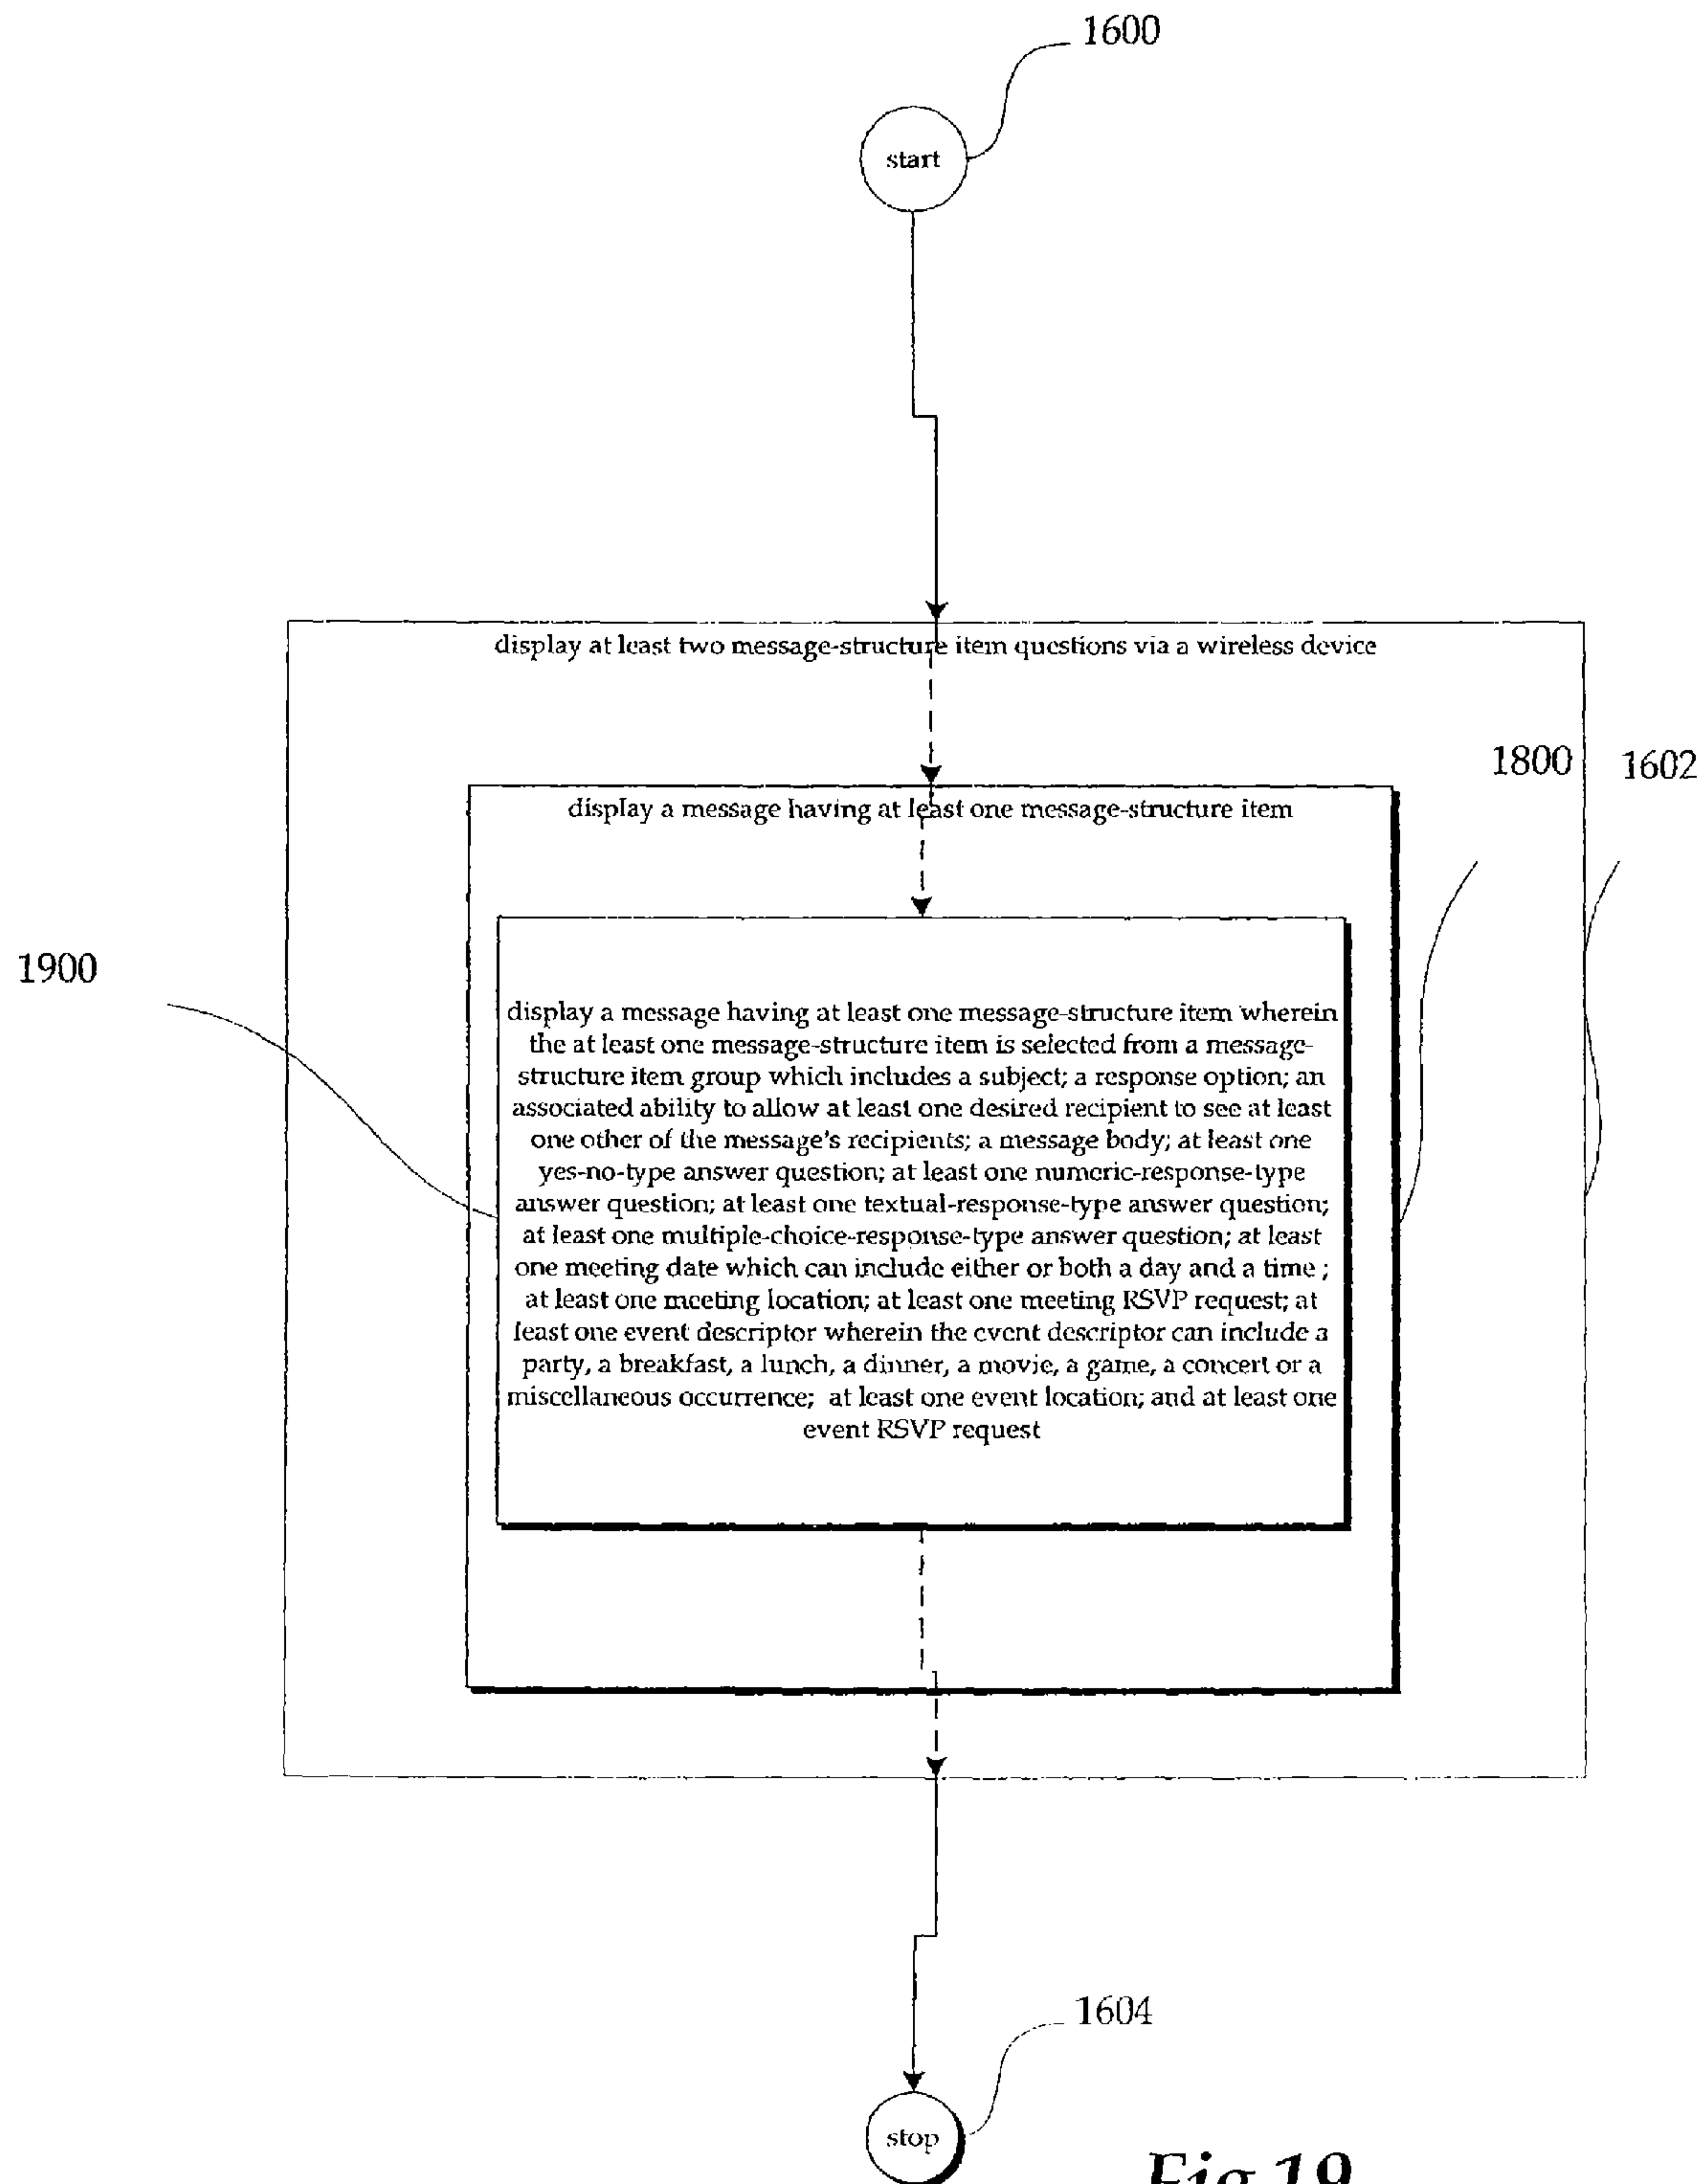 1600
start
display at least two message-structure item questions via a wireless device
1800
1602
display a message having at least one message-structure item
1900
display a message having at least one message-structure item wherein
the at least one message-structure item is selected from a message-
structure item group which includes a subject; a response option; an
associated ability to allow at least one desired recipient to see at least
one other of the message's recipients; a message body; at least one
yes-no-type answer question; at least one numeric-response-type
answer question; at least one textual-response-type answer question;
at least one multiple-choice-response-type answer question; at least
one meeting date which can include either or both a day and a time ;
at least one meeting location; at least one meeting RSVP request; at
least one event descriptor wherein the event descriptor can include a
party, a breakfast, a lunch, a dinner, a movie, a game, a concert or a
miscellaneous occurrence; at least one event location; and at least one
event RSVP request
1604
stop
Fig 19